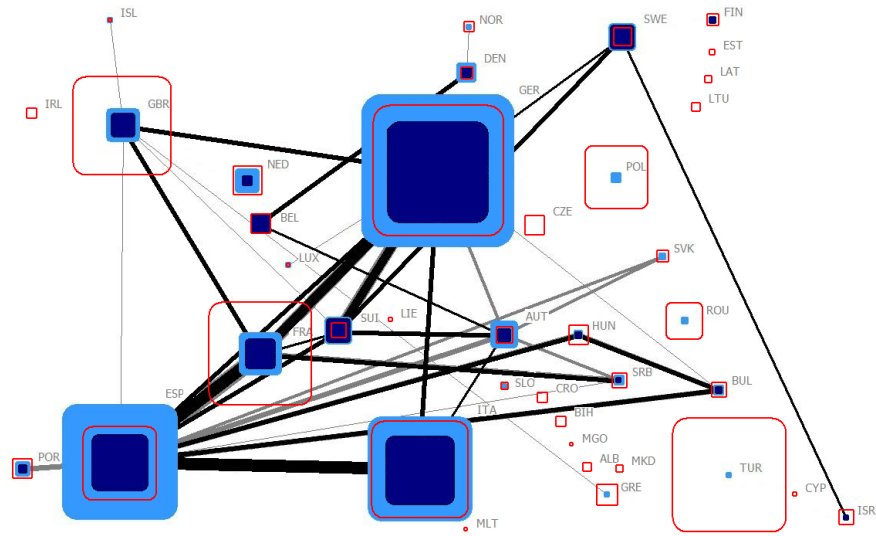 ISL
NOR
SWE
FIN
DEN
EST
LAT
GER
LTU
IRL
GBR
NED
POL
BEL
CZE
LUX
SVK
LIE
ROU
SUI
AUT
HUN
FRA
SRB
SLO
BUL
CRO
ESP
ITA
BIH
MGO
POR
ALB
MKD
TUR
GRE
CYP
ISR
MLT